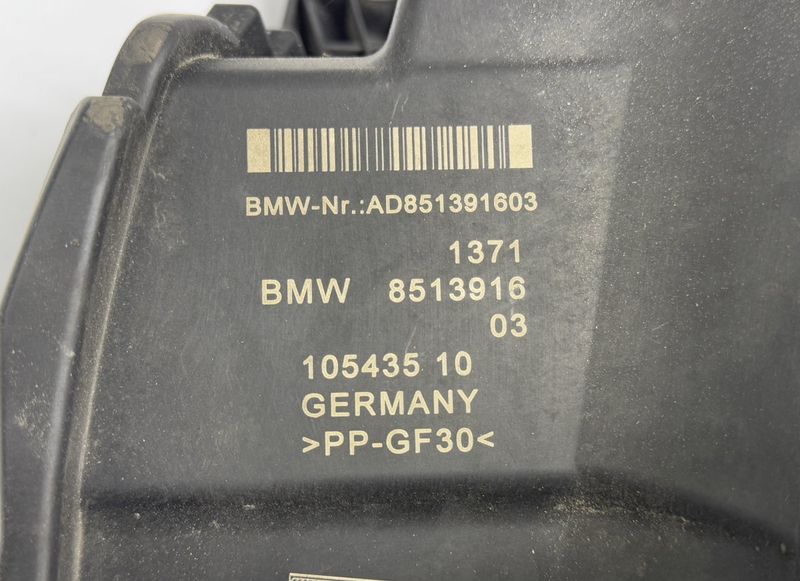 BMW-Nr.:AD851391603
1371
BMW 8513916
03
105435 10
GERMANY
>PP-GF30<